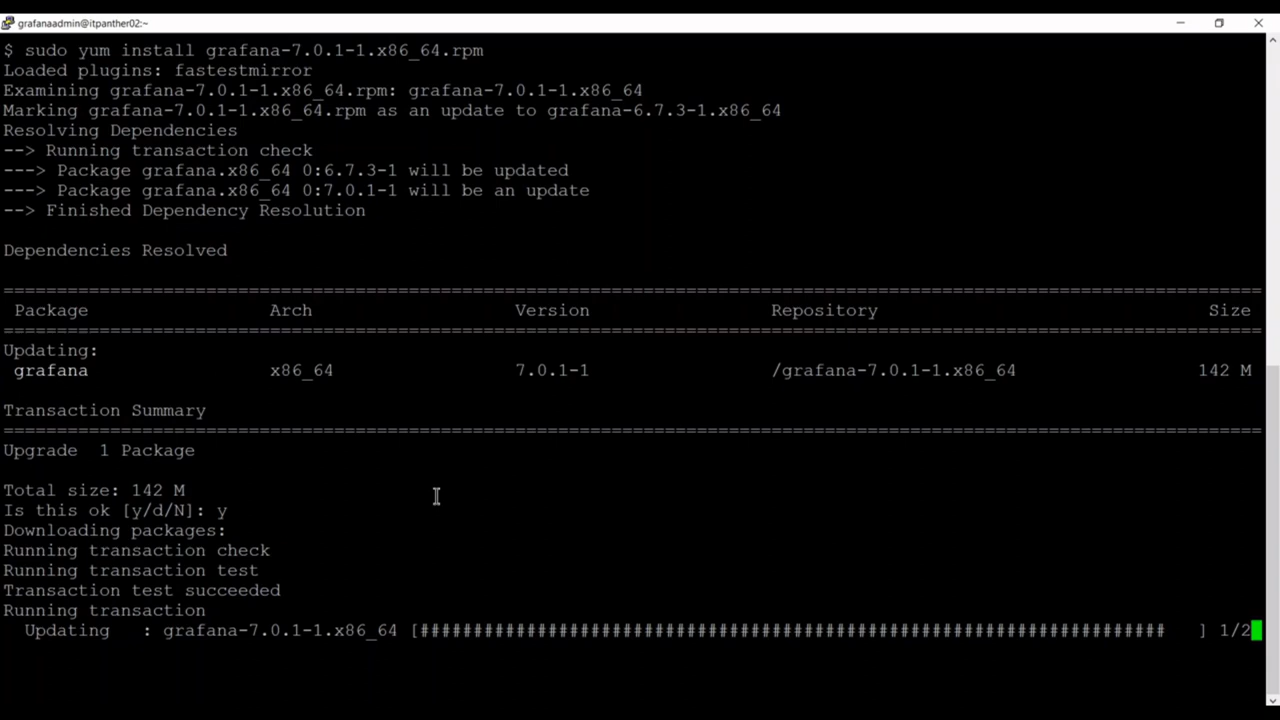 grafanaadmin@itpanther02:~
$ sudo yum install grafana-7.0.1-1.x86_64.rpm
Loaded plugins: fastestmirror
Examining grafana-7.0.1-1.x86_64.rpm: grafana-7.0.1-1.x86_64
Marking grafana-7.0.1-1.x86_64.rpm as an update to grafana-6.7.3-1.x86_64
Resolving Dependencies
--> Running transaction check
---> Package grafana.x86_64 0:6.7.3-1 will be updated
---> Package grafana.x86_64 0:7.0.1-1 will be an update
--> Finished Dependency Resolution
Dependencies Resolved
================================================================================
Package Arch Version Repository Size
================================================================================
Updating:
grafana x86_64 7.0.1-1 /grafana-7.0.1-1.x86_64 142 M
Transaction Summary
================================================================================
Upgrade  1 Package
Total size: 142 M
Is this ok [y/d/N]: y
Downloading packages:
Running transaction check
Running transaction test
Transaction test succeeded
Running transaction
Updating   : grafana-7.0.1-1.x86_64 [######################################################################   ] 1/2